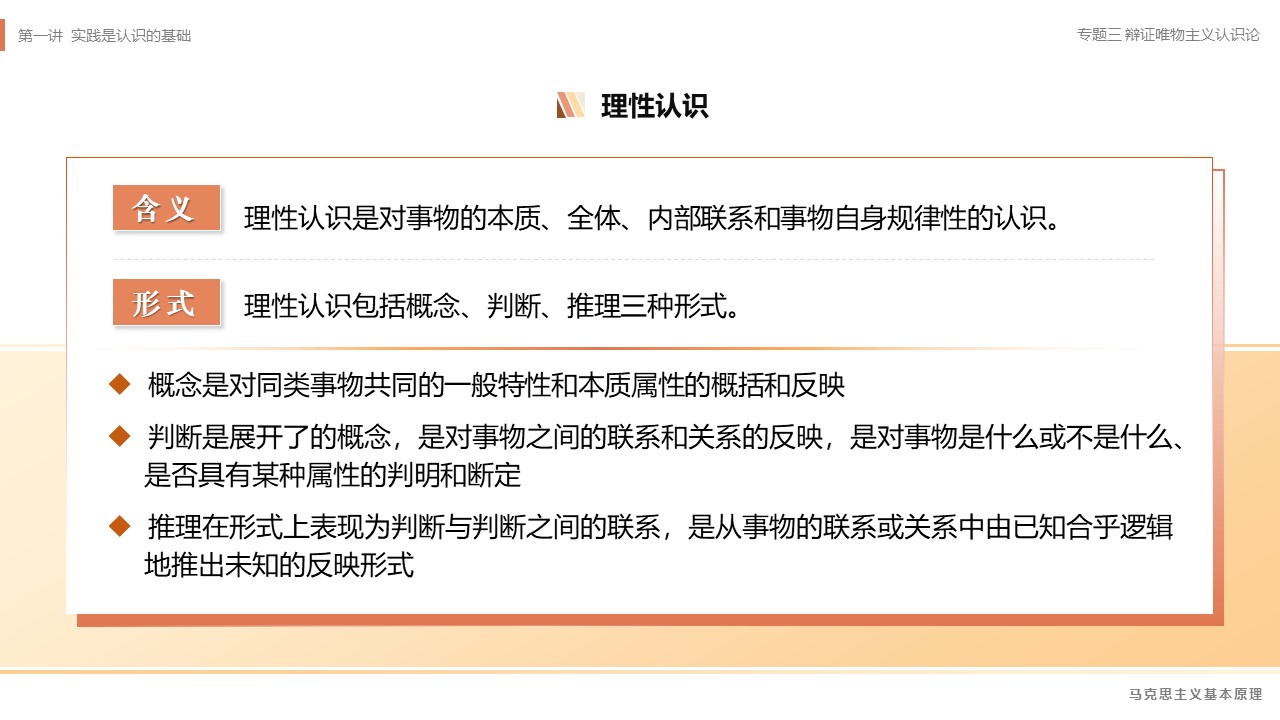 第一讲 实践是认识的基础
专题三 辩证唯物主义认识论
理性认识
含义
理性认识是对事物的本质、全体、内部联系和事物自身规律性的认识。
形式
理性认识包括概念、判断、推理三种形式。
概念是对同类事物共同的一般特性和本质属性的概括和反映
判断是展开了的概念，是对事物之间的联系和关系的反映，是对事物是什么或不是什么、
是否具有某种属性的判明和断定
推理在形式上表现为判断与判断之间的联系，是从事物的联系或关系中由已知合乎逻辑
地推出未知的反映形式
马克思主义基本原理